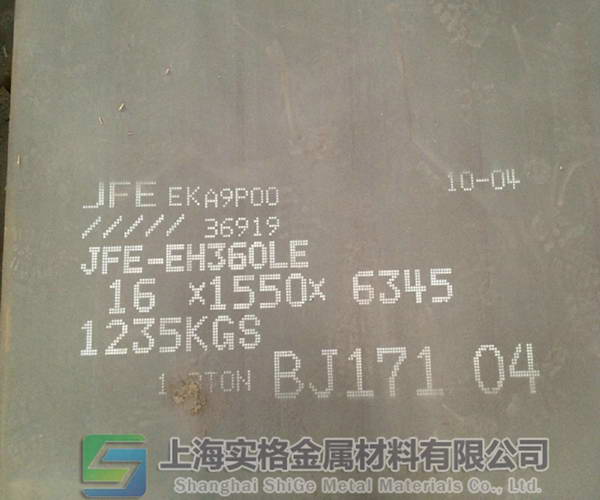 JFE EKA9P00 10-04
///// 36919
JFE-EH360LE
16 ×1550× 6345
1235KGS
BJ171 04
上海实格金属材料有限公司
Shanghai ShiGe Metal Materials Co., Ltd.